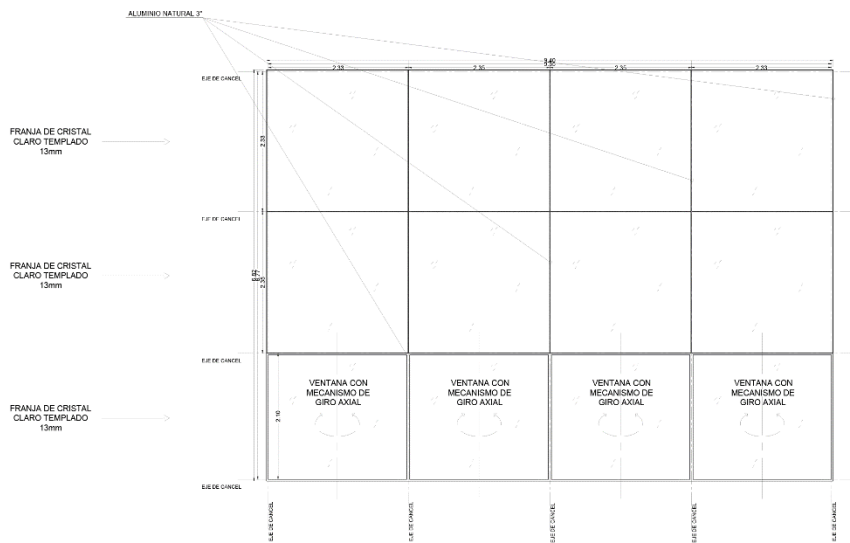 ALUMINIO NATURAL 3"
2.33
2.35
2.35
2.33
EJE DE CANCEL
FRANJA DE CRISTAL
CLARO TEMPLADO
13mm
2.33
EJE DE CANCEL
FRANJA DE CRISTAL
CLARO TEMPLADO
13mm
2.30
EJE DE CANCEL
VENTANA CON
MECANISMO DE
GIRO AXIAL
VENTANA CON
MECANISMO DE
GIRO AXIAL
VENTANA CON
MECANISMO DE
GIRO AXIAL
VENTANA CON
MECANISMO DE
GIRO AXIAL
FRANJA DE CRISTAL
CLARO TEMPLADO
13mm
2.10
EJE DE CANCEL
EJE DE CANCEL
EJE DE CANCEL
EJE DE CANCEL
EJE DE CANCEL
EJE DE CANCEL